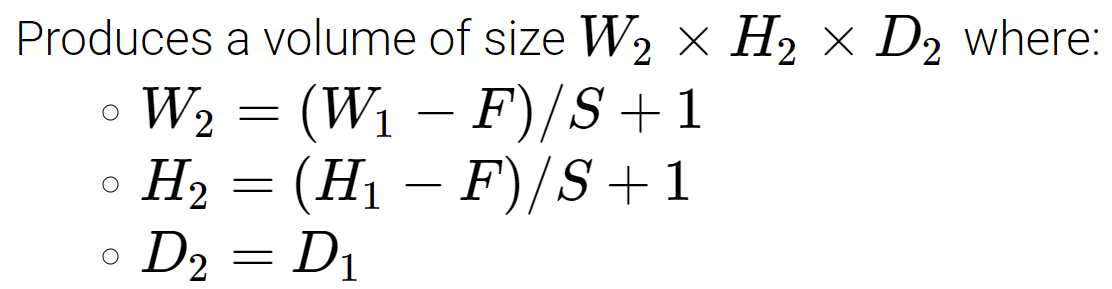 Produces a volume of size W₂ × H₂ × D₂ where:
◦ W₂ = (W₁ − F)/S + 1
◦ H₂ = (H₁ − F)/S + 1
◦ D₂ = D₁